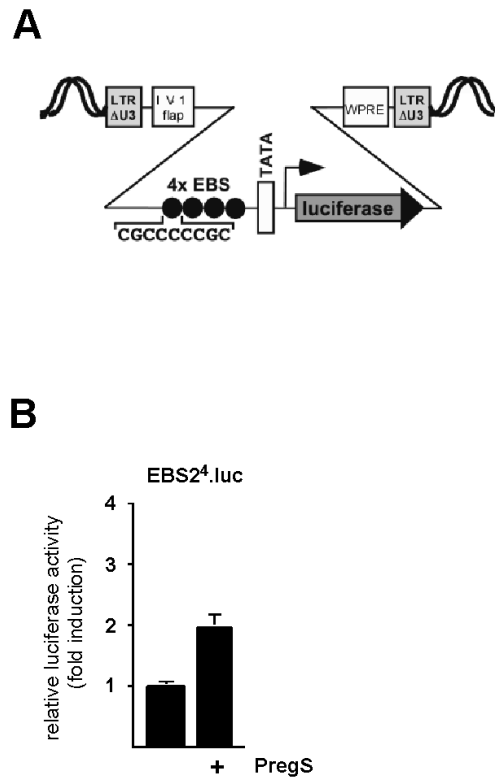 A
LTR ΔU3
I V 1 flap
WPRE
LTR ΔU3
TATA
4x EBS
luciferase
CGCCCCCGC
B
EBS2⁴.luc
relative luciferase activity
(fold induction)
4
3
2
1
+ PregS